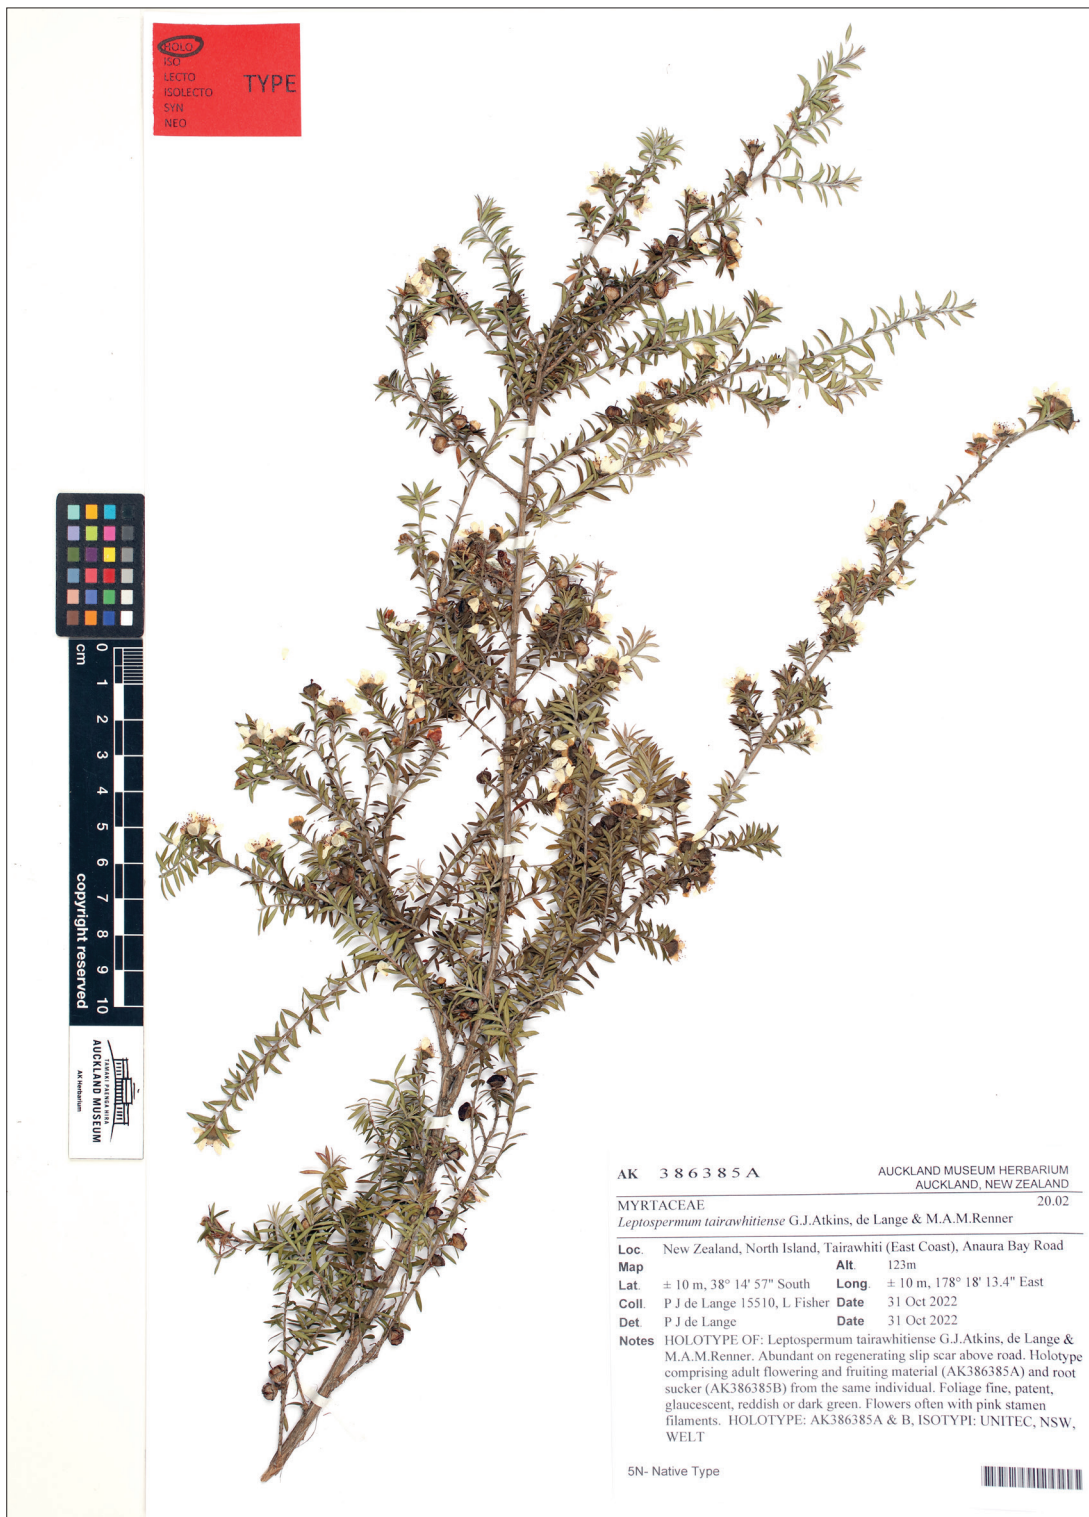 HOLO
ISO
LECTO
ISOLECTO
SYN
NEO
TYPE
cm
0 1 2 3 4 5 6 7 8 9 10
copyright reserved
AUCKLAND MUSEUM
TAMAKI PAENGA HIRA
AK Herbarium
AK 386385A
AUCKLAND MUSEUM HERBARIUM
AUCKLAND, NEW ZEALAND
MYRTACEAE 20.02
Leptospermum tairawhitiense G.J.Atkins, de Lange & M.A.M.Renner
Loc. New Zealand, North Island, Tairawhiti (East Coast), Anaura Bay Road
Map Alt. 123m
Lat. ± 10 m, 38° 14' 57" South Long. ± 10 m, 178° 18' 13.4" East
Coll. P J de Lange 15510, L Fisher Date 31 Oct 2022
Det. P J de Lange Date 31 Oct 2022
Notes HOLOTYPE OF: Leptospermum tairawhitiense G.J.Atkins, de Lange &
M.A.M.Renner. Abundant on regenerating slip scar above road. Holotype
comprising adult flowering and fruiting material (AK386385A) and root
sucker (AK386385B) from the same individual. Foliage fine, patent,
glaucescent, reddish or dark green. Flowers often with pink stamen
filaments. HOLOTYPE: AK386385A & B, ISOTYPI: UNITEC, NSW,
WELT
5N- Native Type